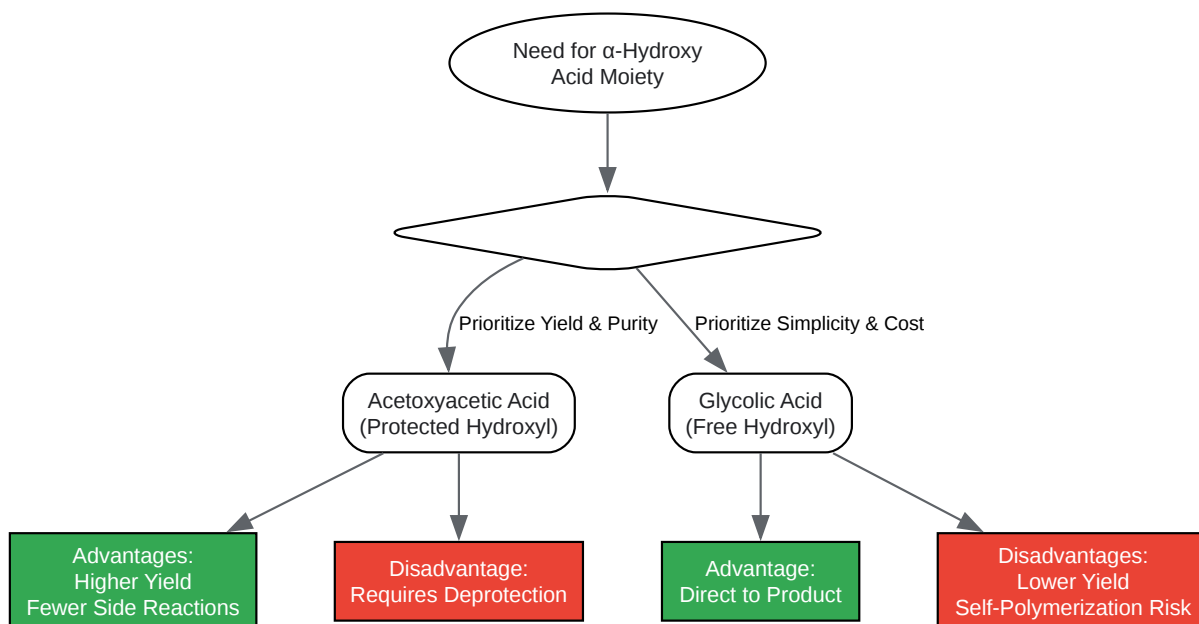 Need for α-Hydroxy
Acid Moiety
Prioritize Yield & Purity
Prioritize Simplicity & Cost
Acetoxyacetic Acid
(Protected Hydroxyl)
Glycolic Acid
(Free Hydroxyl)
Advantages:
Higher Yield
Fewer Side Reactions
Disadvantage:
Requires Deprotection
Advantage:
Direct to Product
Disadvantages:
Lower Yield
Self-Polymerization Risk